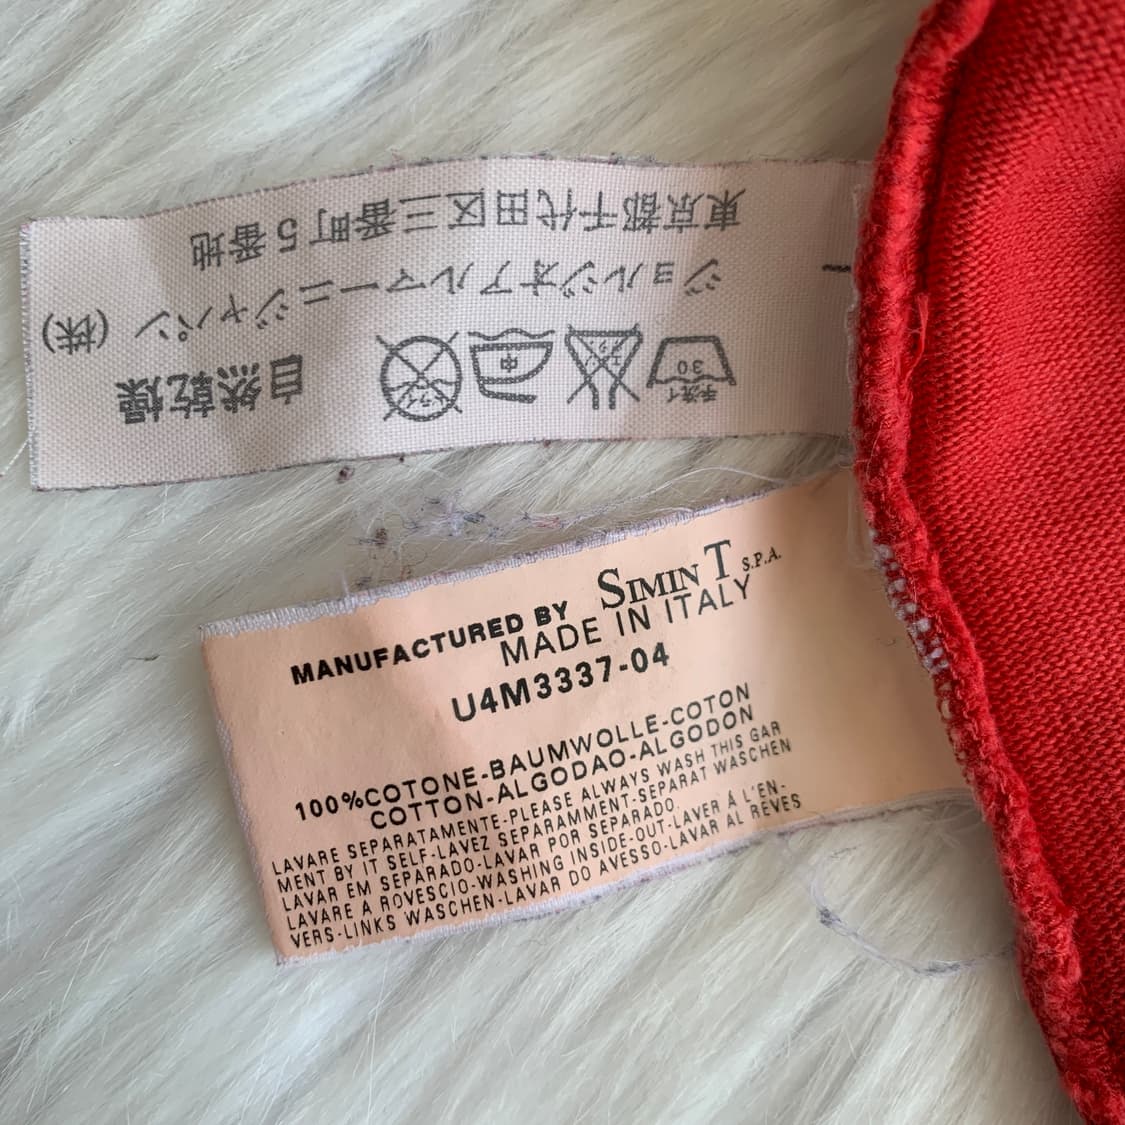 手洗イ
30
中
ドライ
自然乾燥
ジョルジオアルマーニジャパン(株)
東京都千代田区三番町5番地
MANUFACTURED BY SIMIN T S.P.A.
MADE IN ITALY
U4M3337-04
100%COTONE-BAUMWOLLE-COTON
COTTON-ALGODAO-ALGODON
LAVARE SEPARATAMENTE-PLEASE ALWAYS WASH THIS GAR
MENT BY IT SELF-LAVEZ SEPARAMMENT-SEPARAT WASCHEN
LAVAR EM SEPARADO-LAVAR POR SEPARADO.
LAVARE A ROVESCIO-WASHING INSIDE-OUT-LAVER Á L'EN-
VERS-LINKS WASCHEN-LAVAR DO AVESSO-LAVAR AL REVES